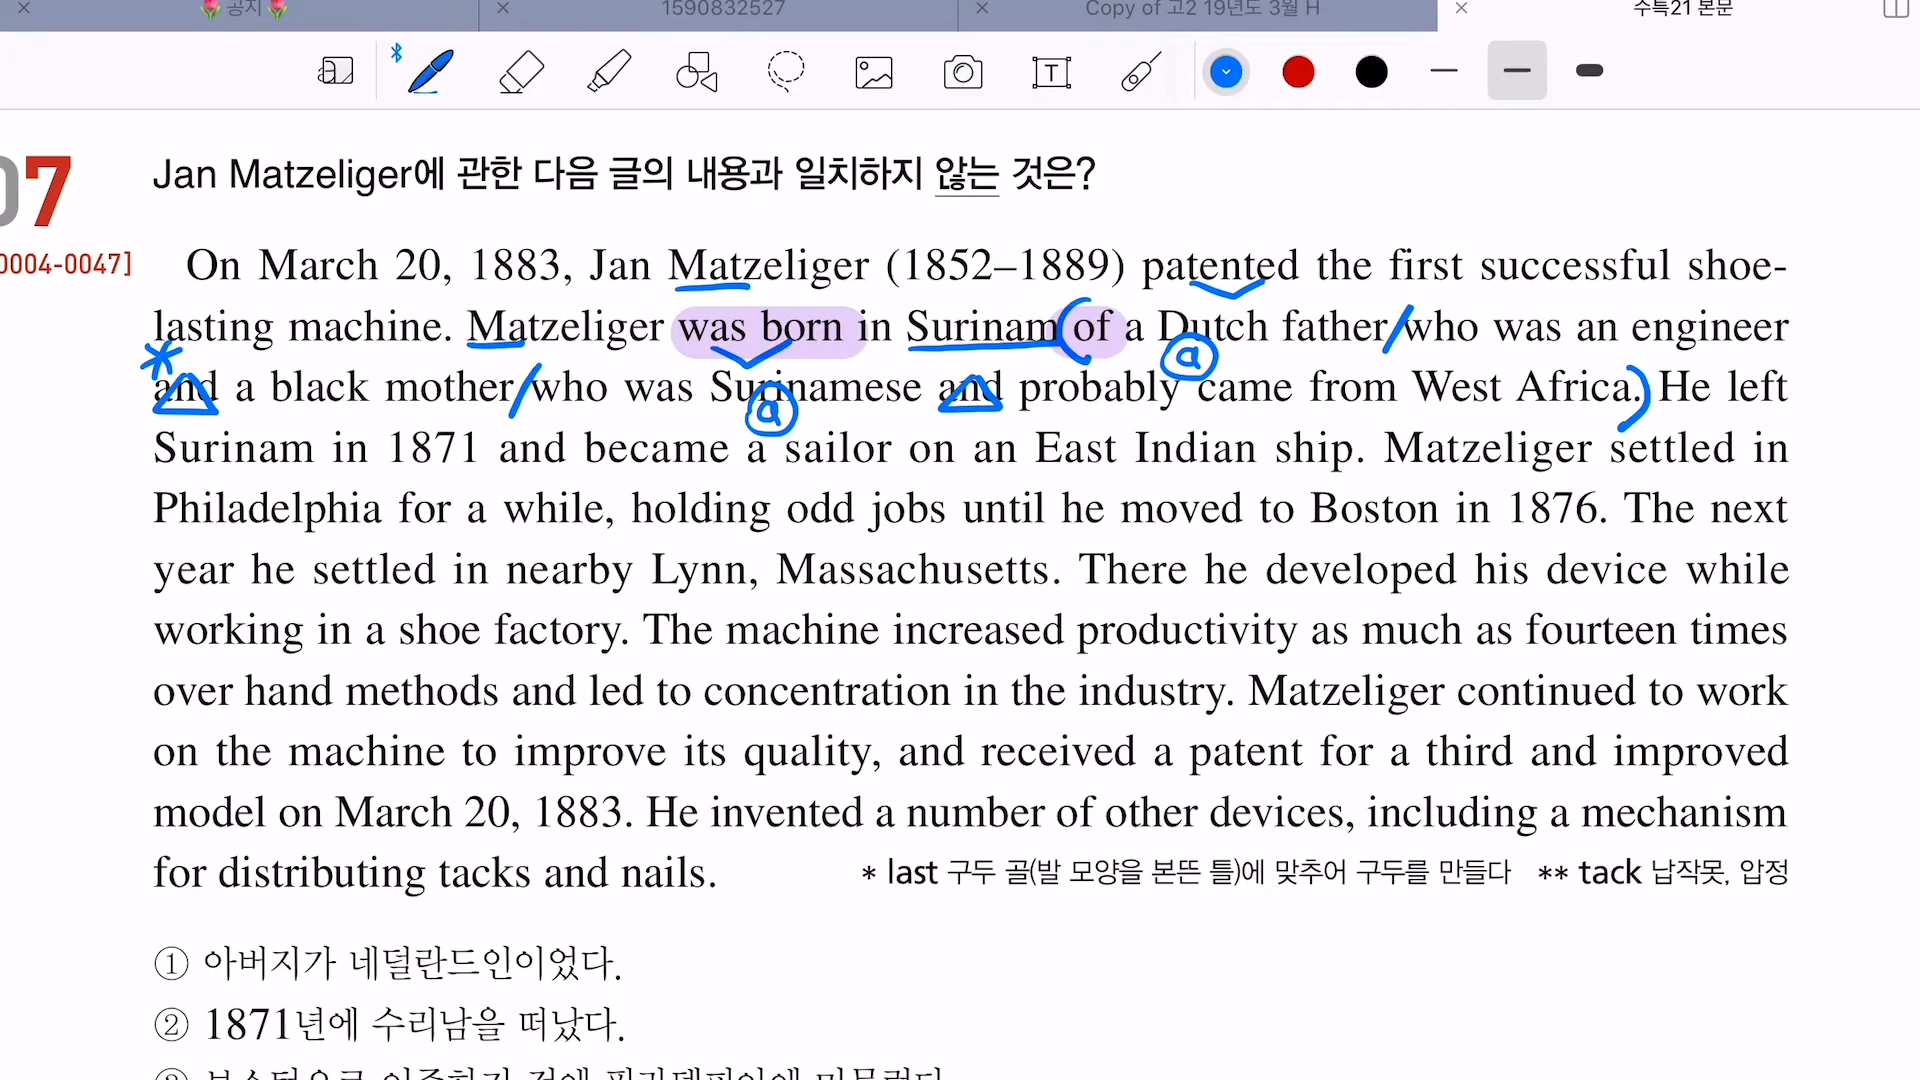 공지
1590832527
Copy of 고2 19년도 3월 H
수특21 본문
07
0004-0047]
Jan Matzeliger에 관한 다음 글의 내용과 일치하지 않는 것은?
On March 20, 1883, Jan Matzeliger (1852–1889) patented the first successful shoe-
lasting machine. Matzeliger was born in Surinam of a Dutch father who was an engineer
and a black mother who was Surinamese and probably came from West Africa. He left
Surinam in 1871 and became a sailor on an East Indian ship. Matzeliger settled in
Philadelphia for a while, holding odd jobs until he moved to Boston in 1876. The next
year he settled in nearby Lynn, Massachusetts. There he developed his device while
working in a shoe factory. The machine increased productivity as much as fourteen times
over hand methods and led to concentration in the industry. Matzeliger continued to work
on the machine to improve its quality, and received a patent for a third and improved
model on March 20, 1883. He invented a number of other devices, including a mechanism
for distributing tacks and nails.
* last 구두 골(발 모양을 본뜬 틀)에 맞추어 구두를 만들다 ** tack 납작못, 압정
① 아버지가 네덜란드인이었다.
② 1871년에 수리남을 떠났다.